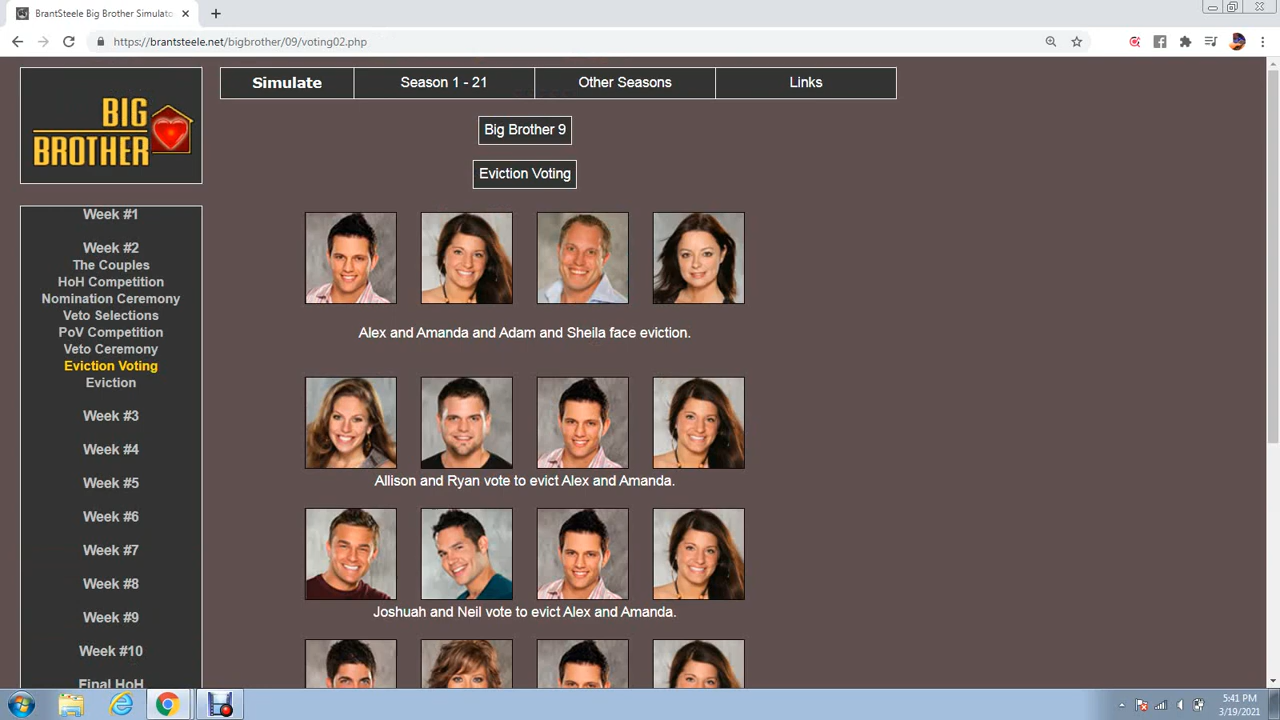 BrantSteele Big Brother Simulato
https://brantsteele.net/bigbrother/09/voting02.php
BIG
BROTHER
Simulate
Season 1 - 21
Other Seasons
Links
Big Brother 9
Eviction Voting
Week #1
Week #2
The Couples
HoH Competition
Nomination Ceremony
Veto Selections
PoV Competition
Veto Ceremony
Eviction Voting
Eviction
Week #3
Week #4
Week #5
Week #6
Week #7
Week #8
Week #9
Week #10
Final HoH
Alex and Amanda and Adam and Sheila face eviction.
Allison and Ryan vote to evict Alex and Amanda.
Joshuah and Neil vote to evict Alex and Amanda.
5:41 PM
3/19/2021